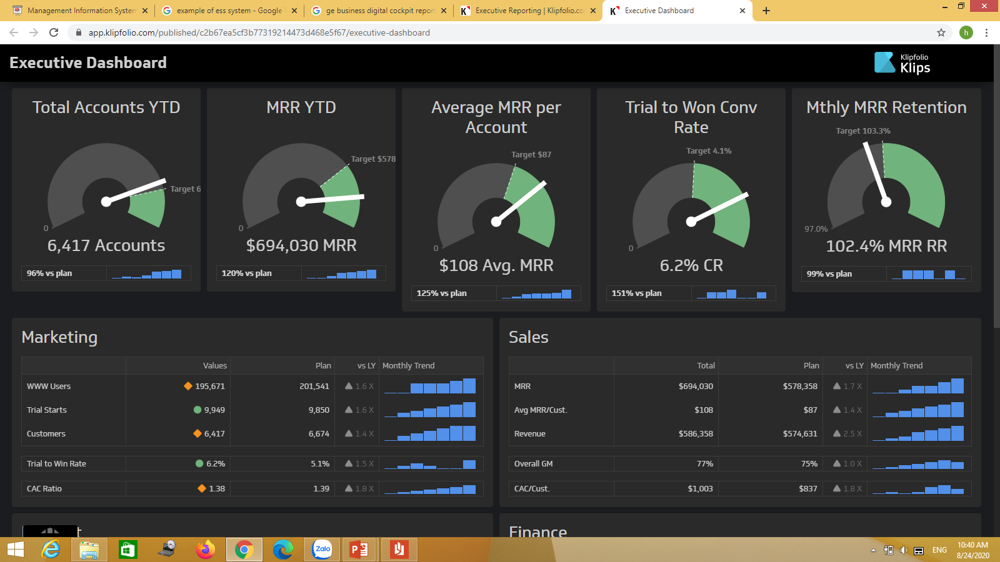 Management Information System
example of ess system - Google
ge business digital cockpit repor
Executive Reporting | Klipfolio.co
Executive Dashboard
app.klipfolio.com/published/c2b67ea5cf3b77319214473d468e5f67/executive-dashboard
h
Executive Dashboard
Klipfolio
Klips
Total Accounts YTD
Target 6
0
6,417 Accounts
96% vs plan
MRR YTD
Target $578
0
$694,030 MRR
120% vs plan
Average MRR per
Account
Target $87
0
$108 Avg. MRR
125% vs plan
Trial to Won Conv
Rate
Target 4.1%
0
6.2% CR
151% vs plan
Mthly MRR Retention
Target 103.3%
97.0%
102.4% MRR RR
99% vs plan
Marketing
Values Plan vs LY Monthly Trend
WWW Users 195,671 201,541 1.6 X
Trial Starts 9,949 9,850 1.6 X
Customers 6,417 6,674 1.4 X
Trial to Win Rate 6.2% 5.1% 1.5 X
CAC Ratio 1.38 1.39 1.8 X
Sales
Total Plan vs LY Monthly Trend
MRR $694,030 $578,358 1.7 X
Avg MRR/Cust. $108 $87 1.4 X
Revenue $586,358 $574,631 2.5 X
Overall GM 77% 75% 1.0 X
CAC/Cust. $1,003 $837 1.8 X
Finance
Zalo
ENG
10:40 AM
8/24/2020